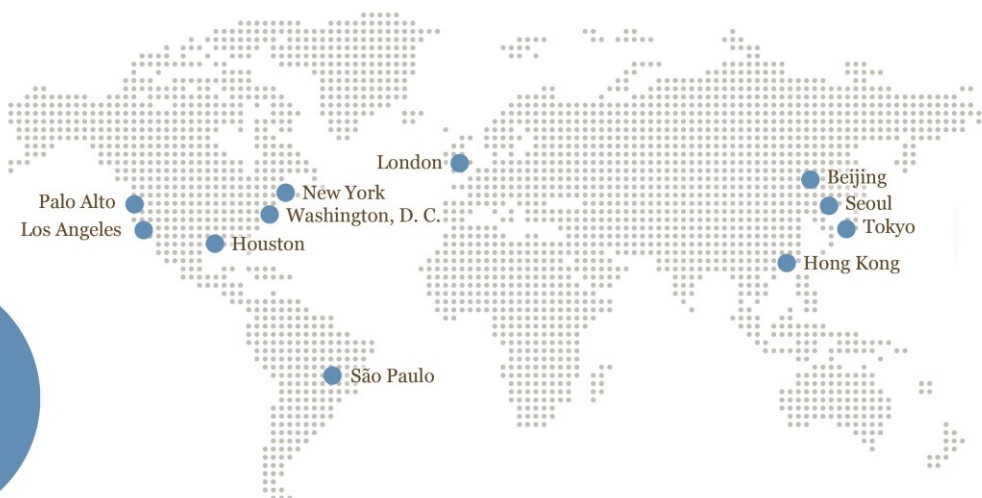 London
Beijing
New York
Palo Alto
Seoul
Washington, D. C.
Tokyo
Los Angeles
Houston
Hong Kong
São Paulo